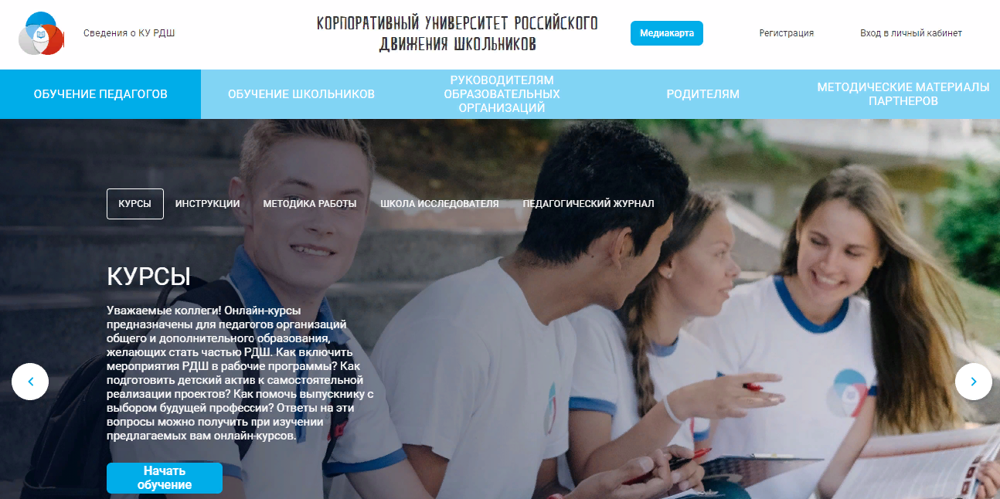 Сведения о КУ РДШ
КОРПОРАТИВНЫЙ УНИВЕРСИТЕТ РОССИЙСКОГО
ДВИЖЕНИЯ ШКОЛЬНИКОВ
Медиакарта
Регистрация
Вход в личный кабинет
ОБУЧЕНИЕ ПЕДАГОГОВ
ОБУЧЕНИЕ ШКОЛЬНИКОВ
РУКОВОДИТЕЛЯМ
ОБРАЗОВАТЕЛЬНЫХ
ОРГАНИЗАЦИЙ
РОДИТЕЛЯМ
МЕТОДИЧЕСКИЕ МАТЕРИАЛЫ
ПАРТНЕРОВ
КУРСЫ
ИНСТРУКЦИИ
МЕТОДИКА РАБОТЫ
ШКОЛА ИССЛЕДОВАТЕЛЯ
ПЕДАГОГИЧЕСКИЙ ЖУРНАЛ
КУРСЫ
Уважаемые коллеги! Онлайн-курсы
предназначены для педагогов организаций
общего и дополнительного образования,
желающих стать частью РДШ. Как включить
мероприятия РДШ в рабочие программы? Как
подготовить детский актив к самостоятельной
реализации проектов? Как помочь выпускнику с
выбором будущей профессии? Ответы на эти
вопросы можно получить при изучении
предлагаемых вам онлайн-курсов.
Начать
обучение